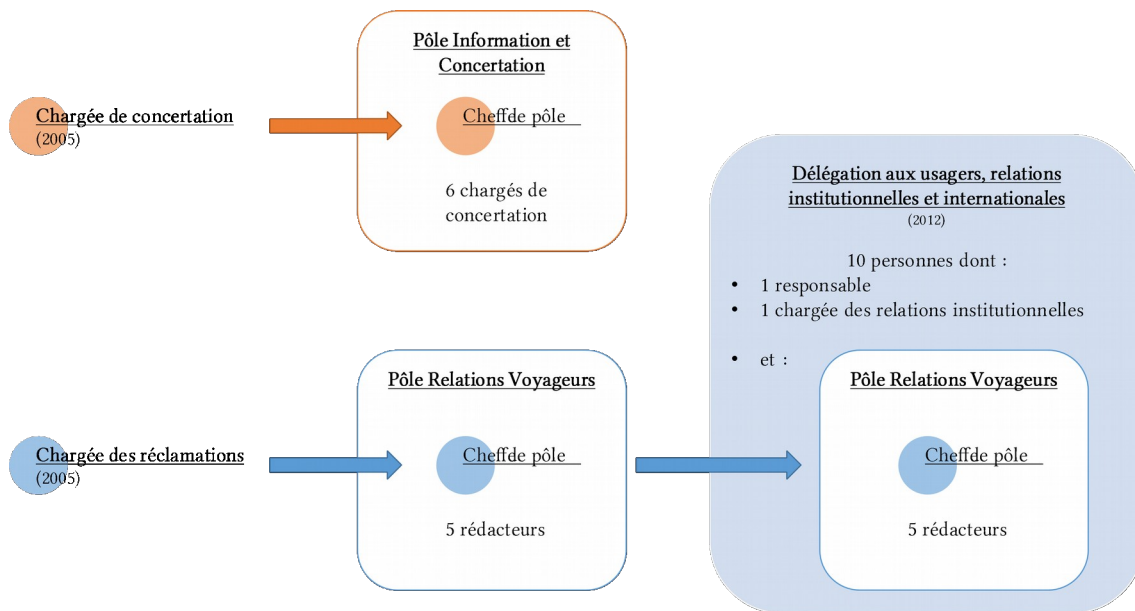 Pôle Information et
Concertation
Chargée de concertation
(2005)
Cheffde pôle
6 chargés de
concertation
Délégation aux usagers, relations
institutionnelles et internationales
(2012)
10 personnes dont :
• 1 responsable
• 1 chargée des relations institutionnelles
• et :
Pôle Relations Voyageurs
Chargée des réclamations
(2005)
Cheffde pôle
5 rédacteurs
Pôle Relations Voyageurs
Cheffde pôle
5 rédacteurs